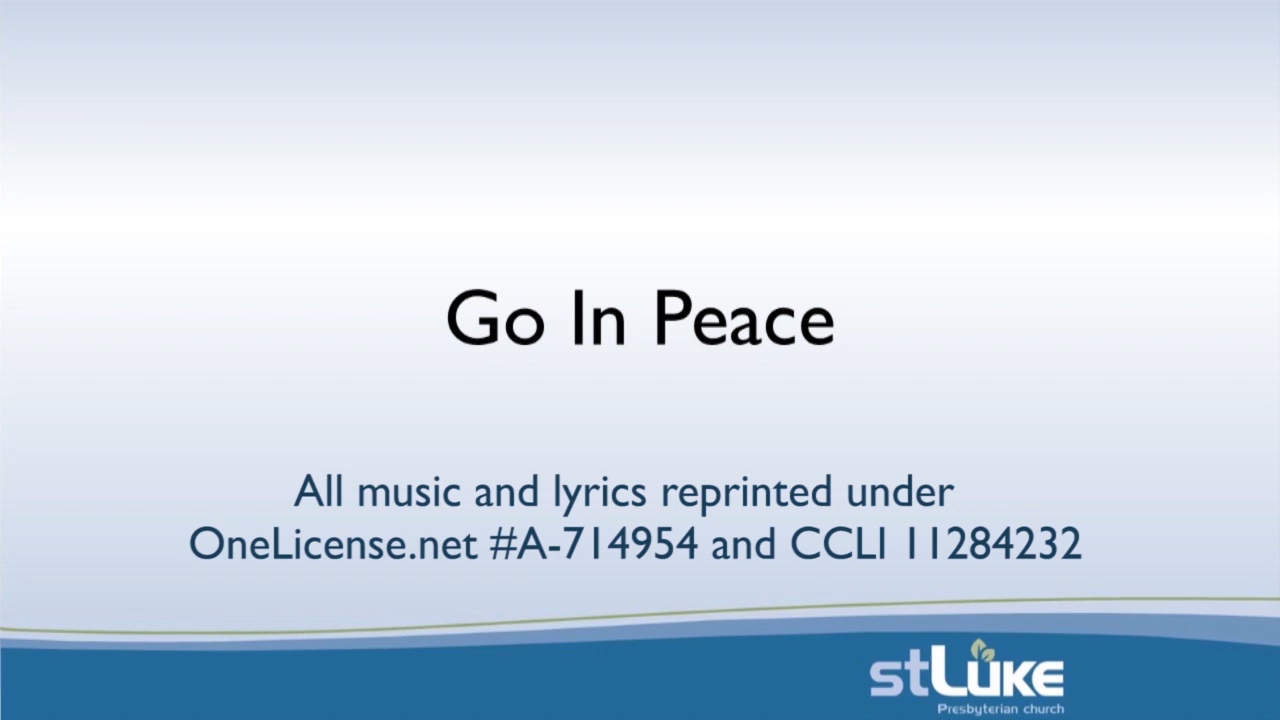 Go In Peace
All music and lyrics reprinted under
OneLicense.net #A-714954 and CCLI 11284232
stLuke
Presbyterian church